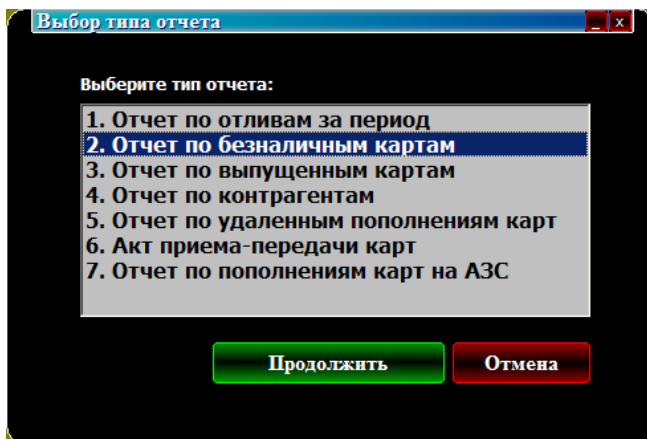 Выбор типа отчета
Выберите тип отчета:
1. Отчет по отливам за период
2. Отчет по безналичным картам
3. Отчет по выпущенным картам
4. Отчет по контрагентам
5. Отчет по удаленным пополнениям карт
6. Акт приема-передачи карт
7. Отчет по пополнениям карт на АЗС
Продолжить Отмена